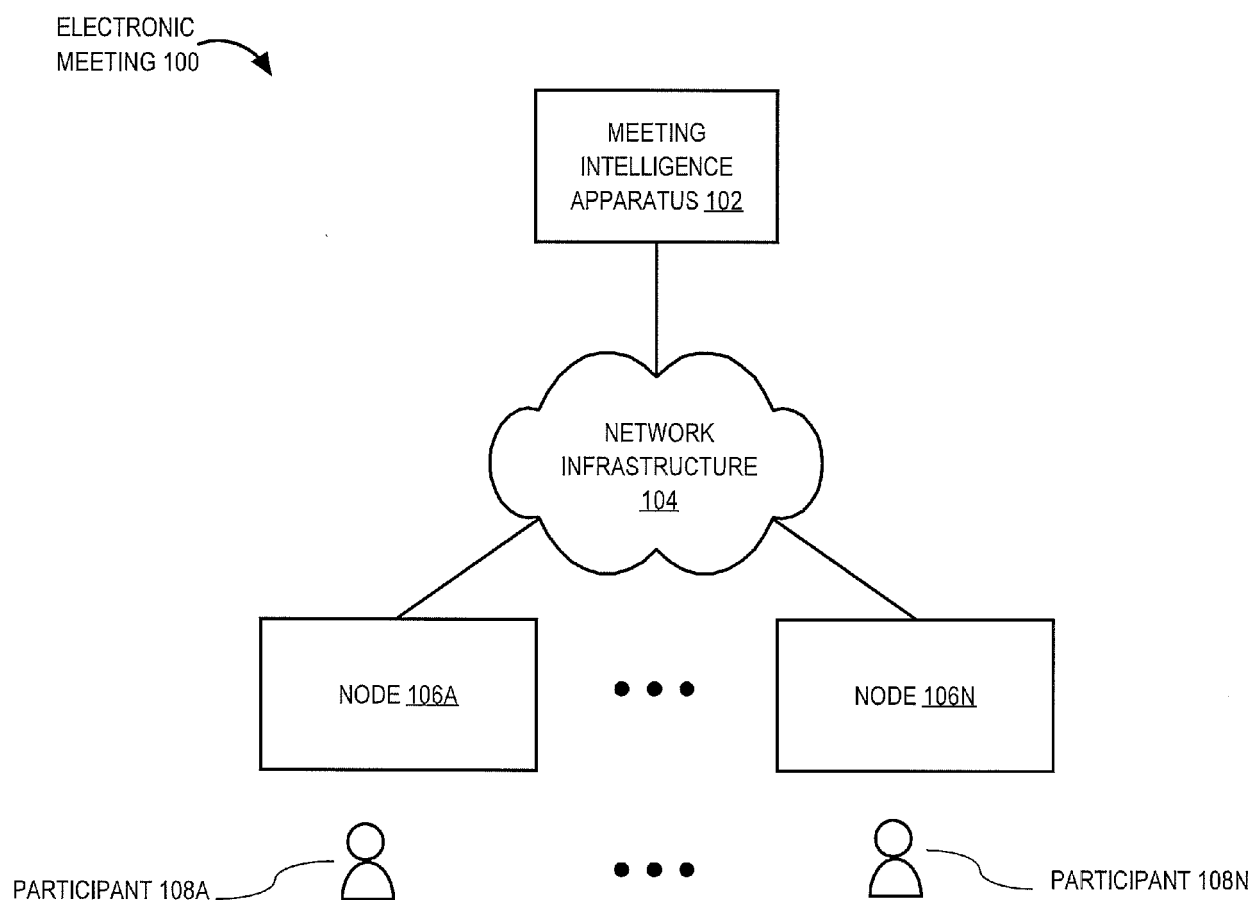 ELECTRONIC
MEETING 100
MEETING
INTELLIGENCE
APPARATUS 102
NETWORK
INFRASTRUCTURE
104
NODE 106A
NODE 106N
PARTICIPANT 108A
PARTICIPANT 108N